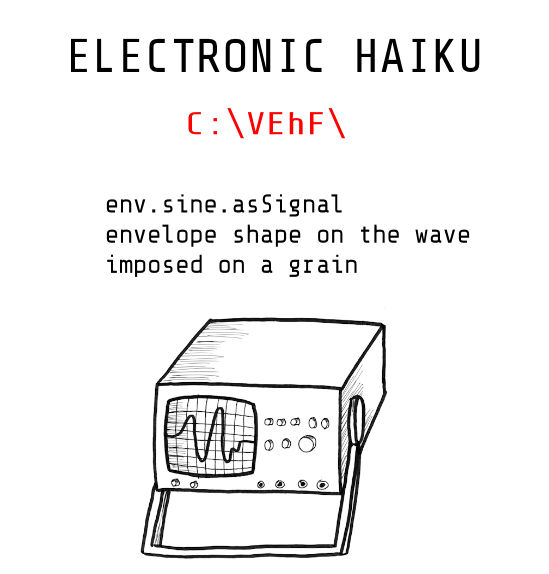 ELECTRONIC HAIKU
C:\VEhF\
env.sine.asSignal
envelope shape on the wave
imposed on a grain